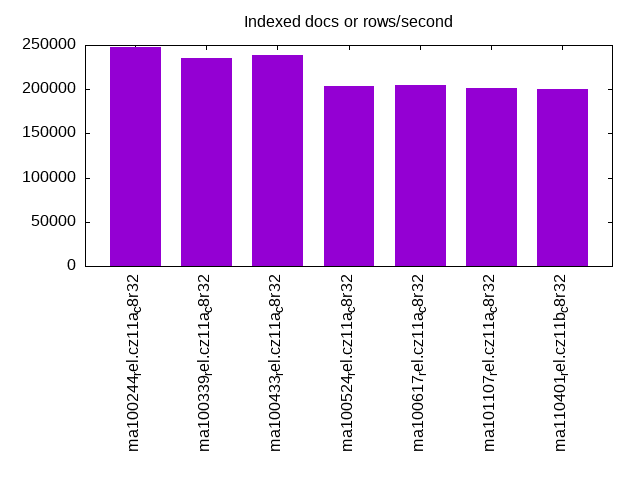 Indexed docs or rows/second
250000
200000
150000
100000
50000
0
ma100244rel.cz11ac8r32
ma100339rel.cz11ac8r32
ma100433rel.cz11ac8r32
ma100524rel.cz11ac8r32
ma100617rel.cz11ac8r32
ma101107rel.cz11ac8r32
ma110401rel.cz11bc8r32